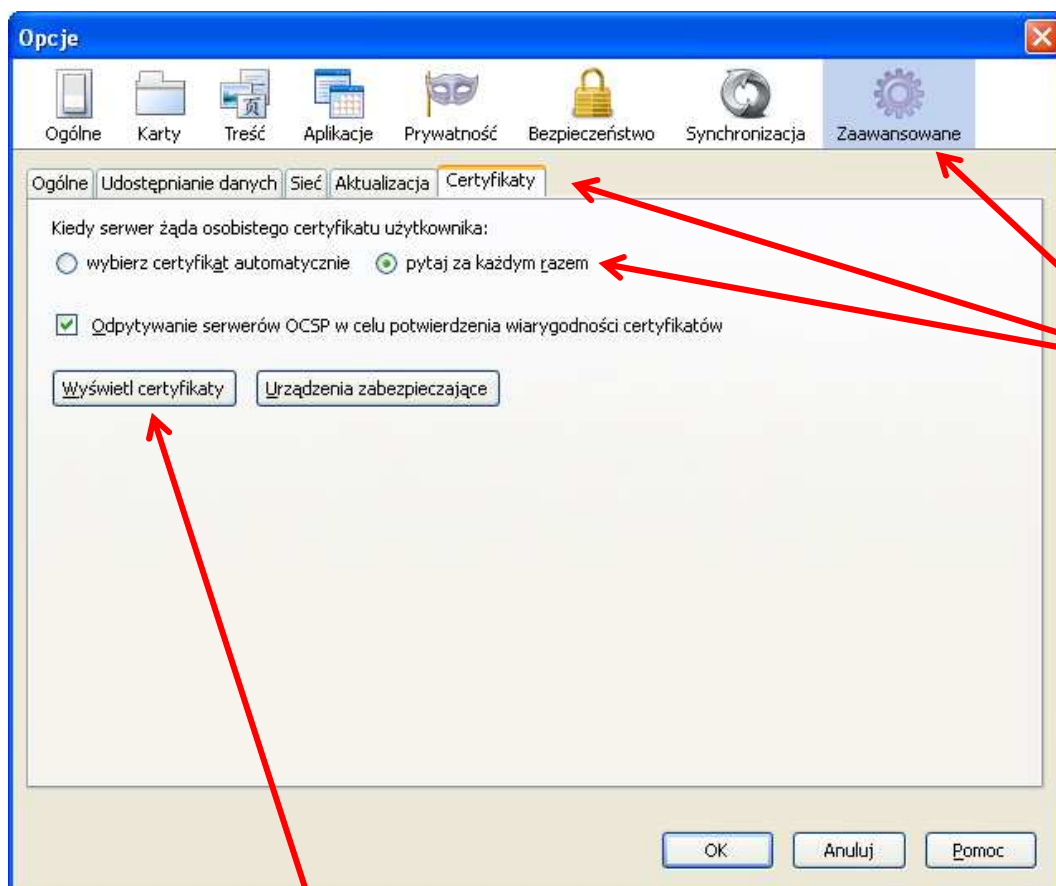 Opcje
Ogólne Karty Treść Aplikacje Prywatność Bezpieczeństwo Synchronizacja Zaawansowane
Ogólne Udostępnianie danych Sieć Aktualizacja Certyfikaty
Kiedy serwer żąda osobistego certyfikatu użytkownika:
wybierz certyfikat automatycznie pytaj za każdym razem
Odpytywanie serwerów OCSP w celu potwierdzenia wiarygodności certyfikatów
Wyświetl certyfikaty Urządzenia zabezpieczające
OK Anuluj Pomoc